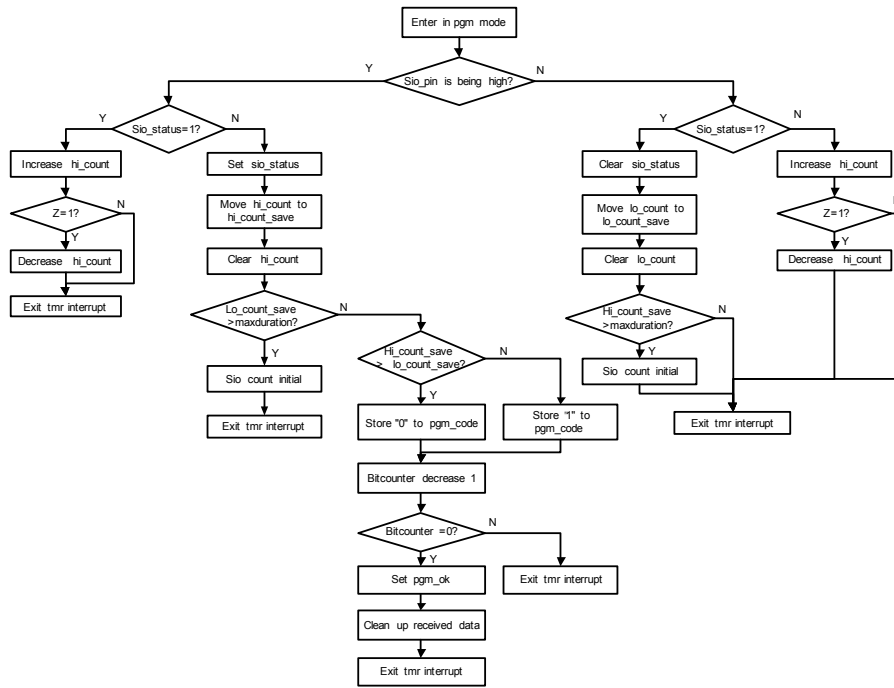 Enter in pgm mode
Y
Sio_pin is being high?
N
Y
Sio_status=1?
N
Y
Sio_status=1?
N
Increase hi_count
Set sio_status
Clear sio_status
Increase hi_count
Z=1?
N
Move hi_count to
hi_count_save
Move lo_count to
lo_count_save
Z=1?
Y
Y
Decrease hi_count
Clear hi_count
Clear lo_count
Decrease hi_count
Exit tmr interrupt
Lo_count_save
>maxduration?
N
Hi_count_save
>maxduration?
N
Y
Hi_count_save
> lo_count_save?
N
Y
Sio count initial
Sio count initial
Y
Exit tmr interrupt
Store "0" to pgm_code
Store "1" to
pgm_code
Exit tmr interrupt
Bitcounter decrease 1
Bitcounter =0?
N
Y
Set pgm_ok
Exit tmr interrupt
Clean up received data
Exit tmr interrupt